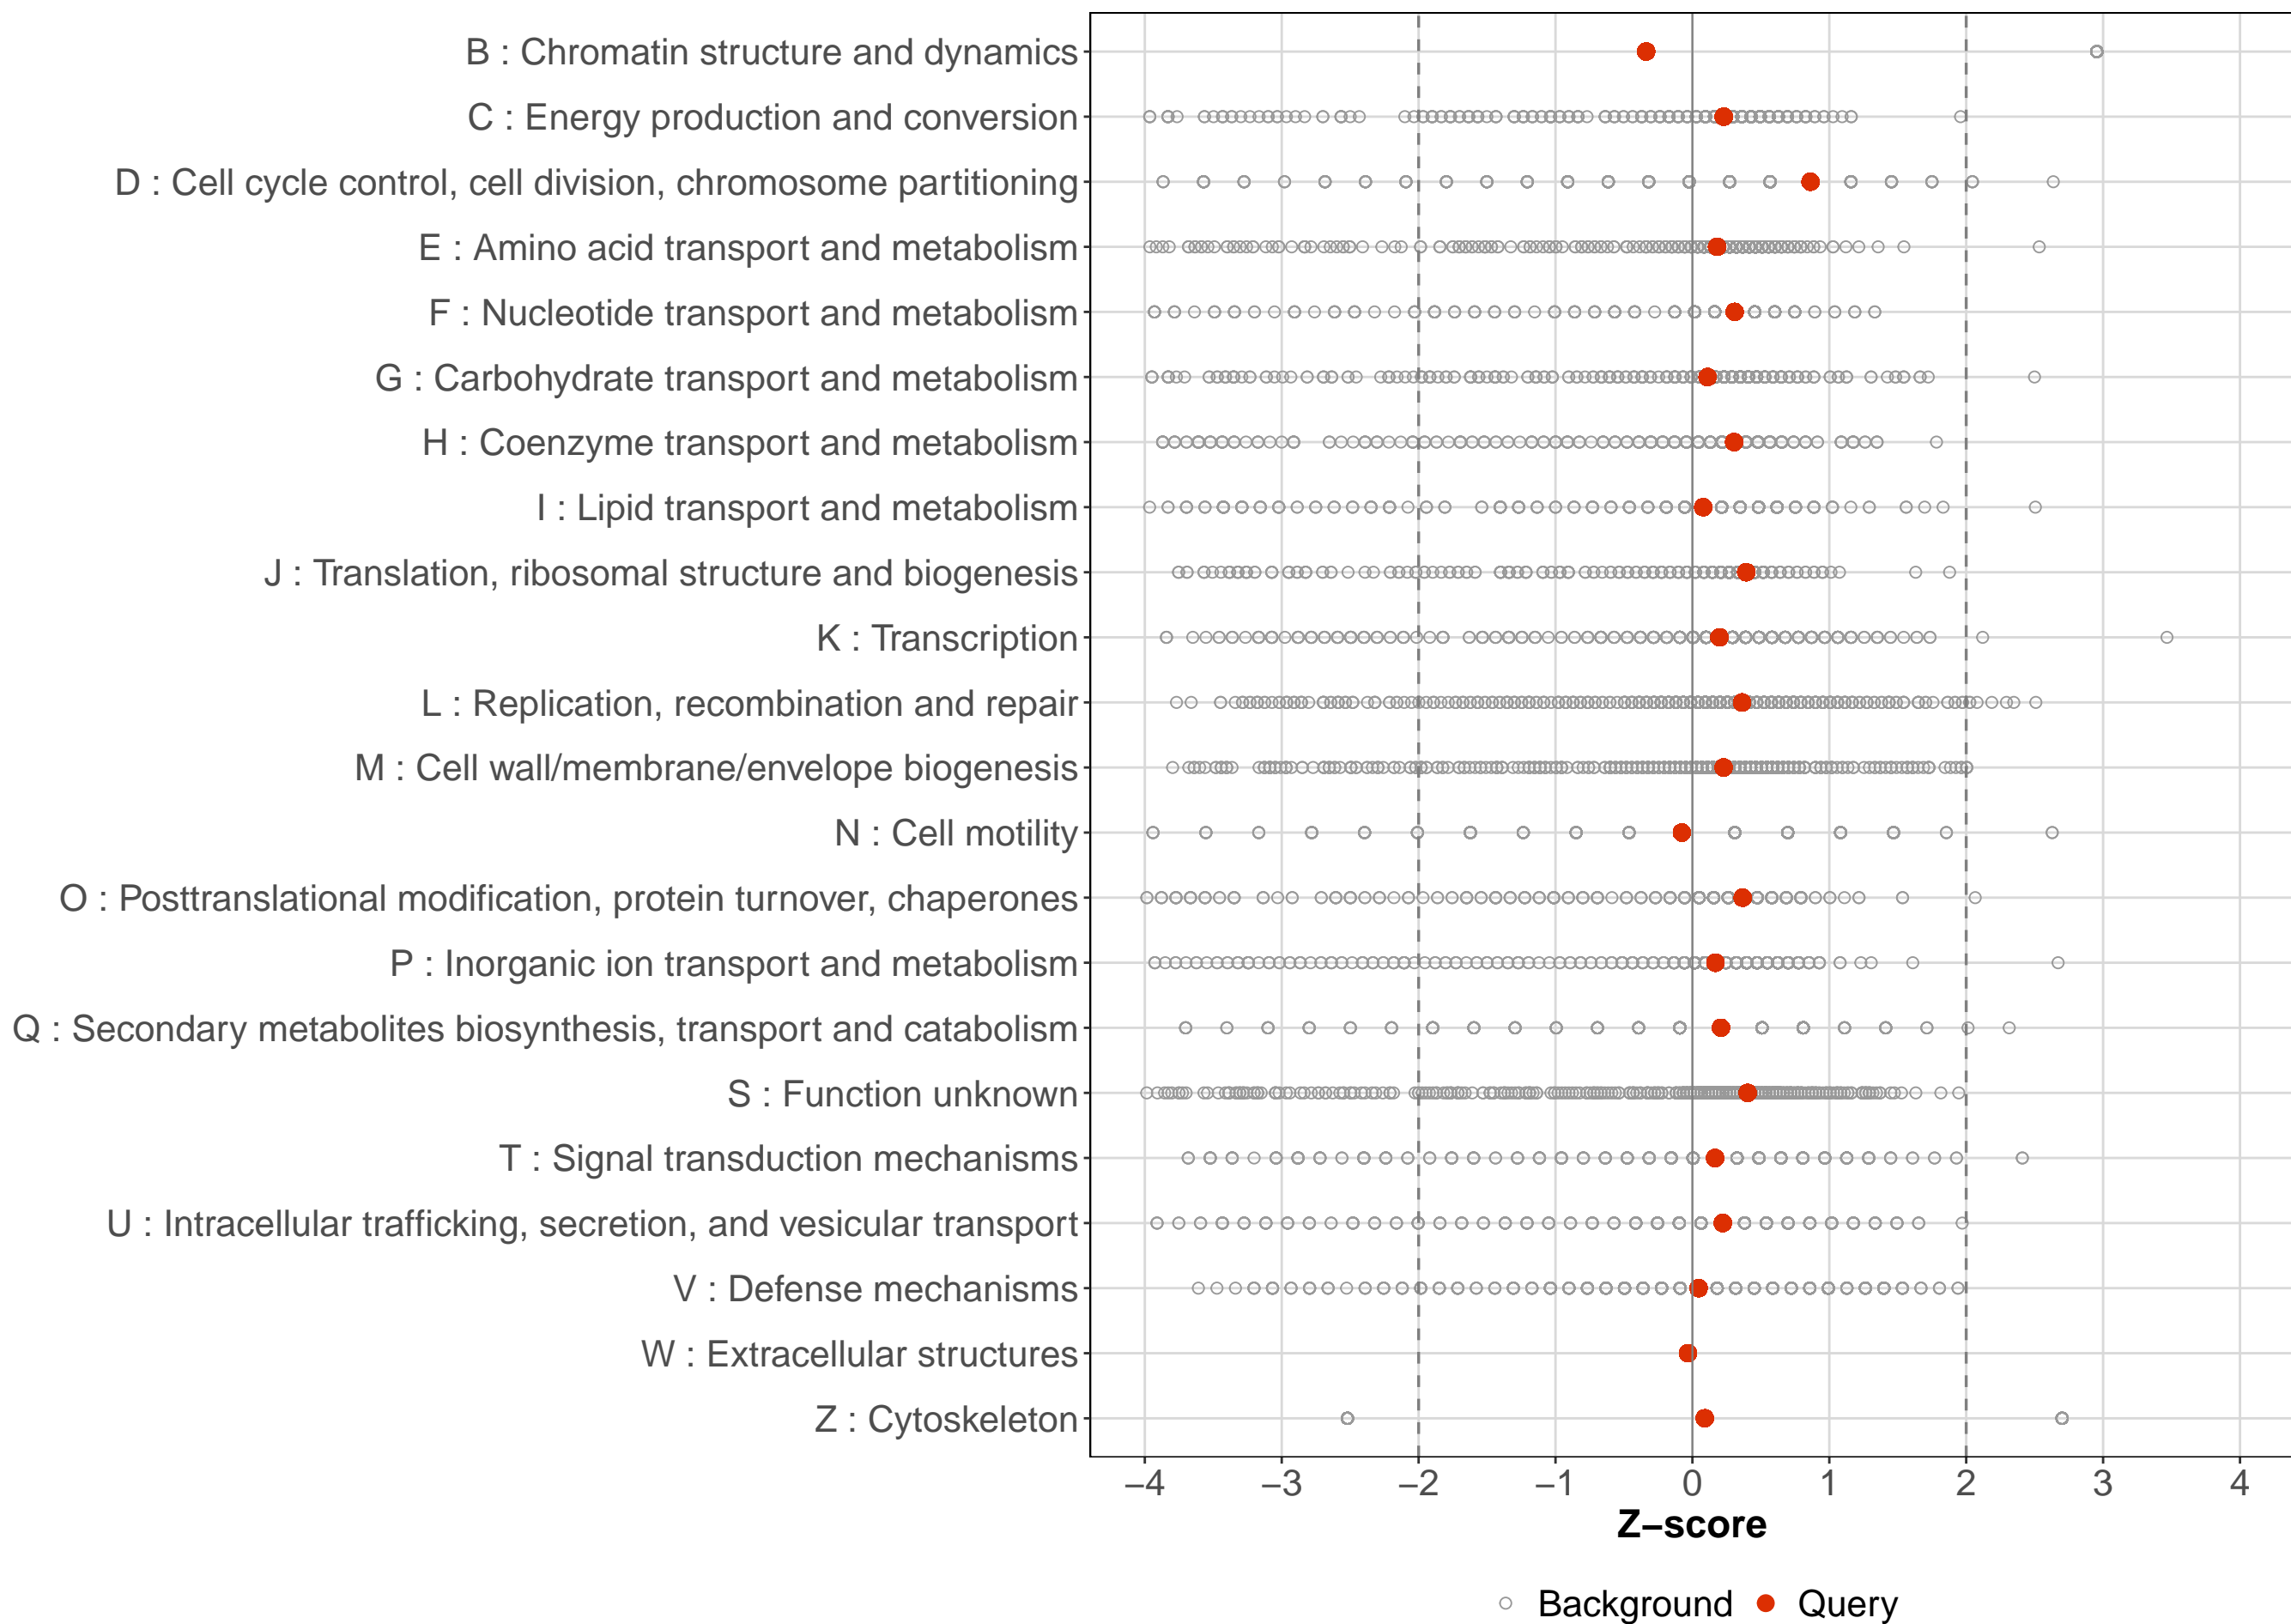 B : Chromatin structure and dynamics
C : Energy production and conversion
D : Cell cycle control, cell division, chromosome partitioning
E : Amino acid transport and metabolism
F : Nucleotide transport and metabolism
G : Carbohydrate transport and metabolism
H : Coenzyme transport and metabolism
I : Lipid transport and metabolism
J : Translation, ribosomal structure and biogenesis
K : Transcription
L : Replication, recombination and repair
M : Cell wall/membrane/envelope biogenesis
N : Cell motility
O : Posttranslational modification, protein turnover, chaperones
P : Inorganic ion transport and metabolism
Q : Secondary metabolites biosynthesis, transport and catabolism
S : Function unknown
T : Signal transduction mechanisms
U : Intracellular trafficking, secretion, and vesicular transport
V : Defense mechanisms
W : Extracellular structures
Z : Cytoskeleton
−4 −3 −2 −1 0 1 2 3 4
Z−score
Background Query